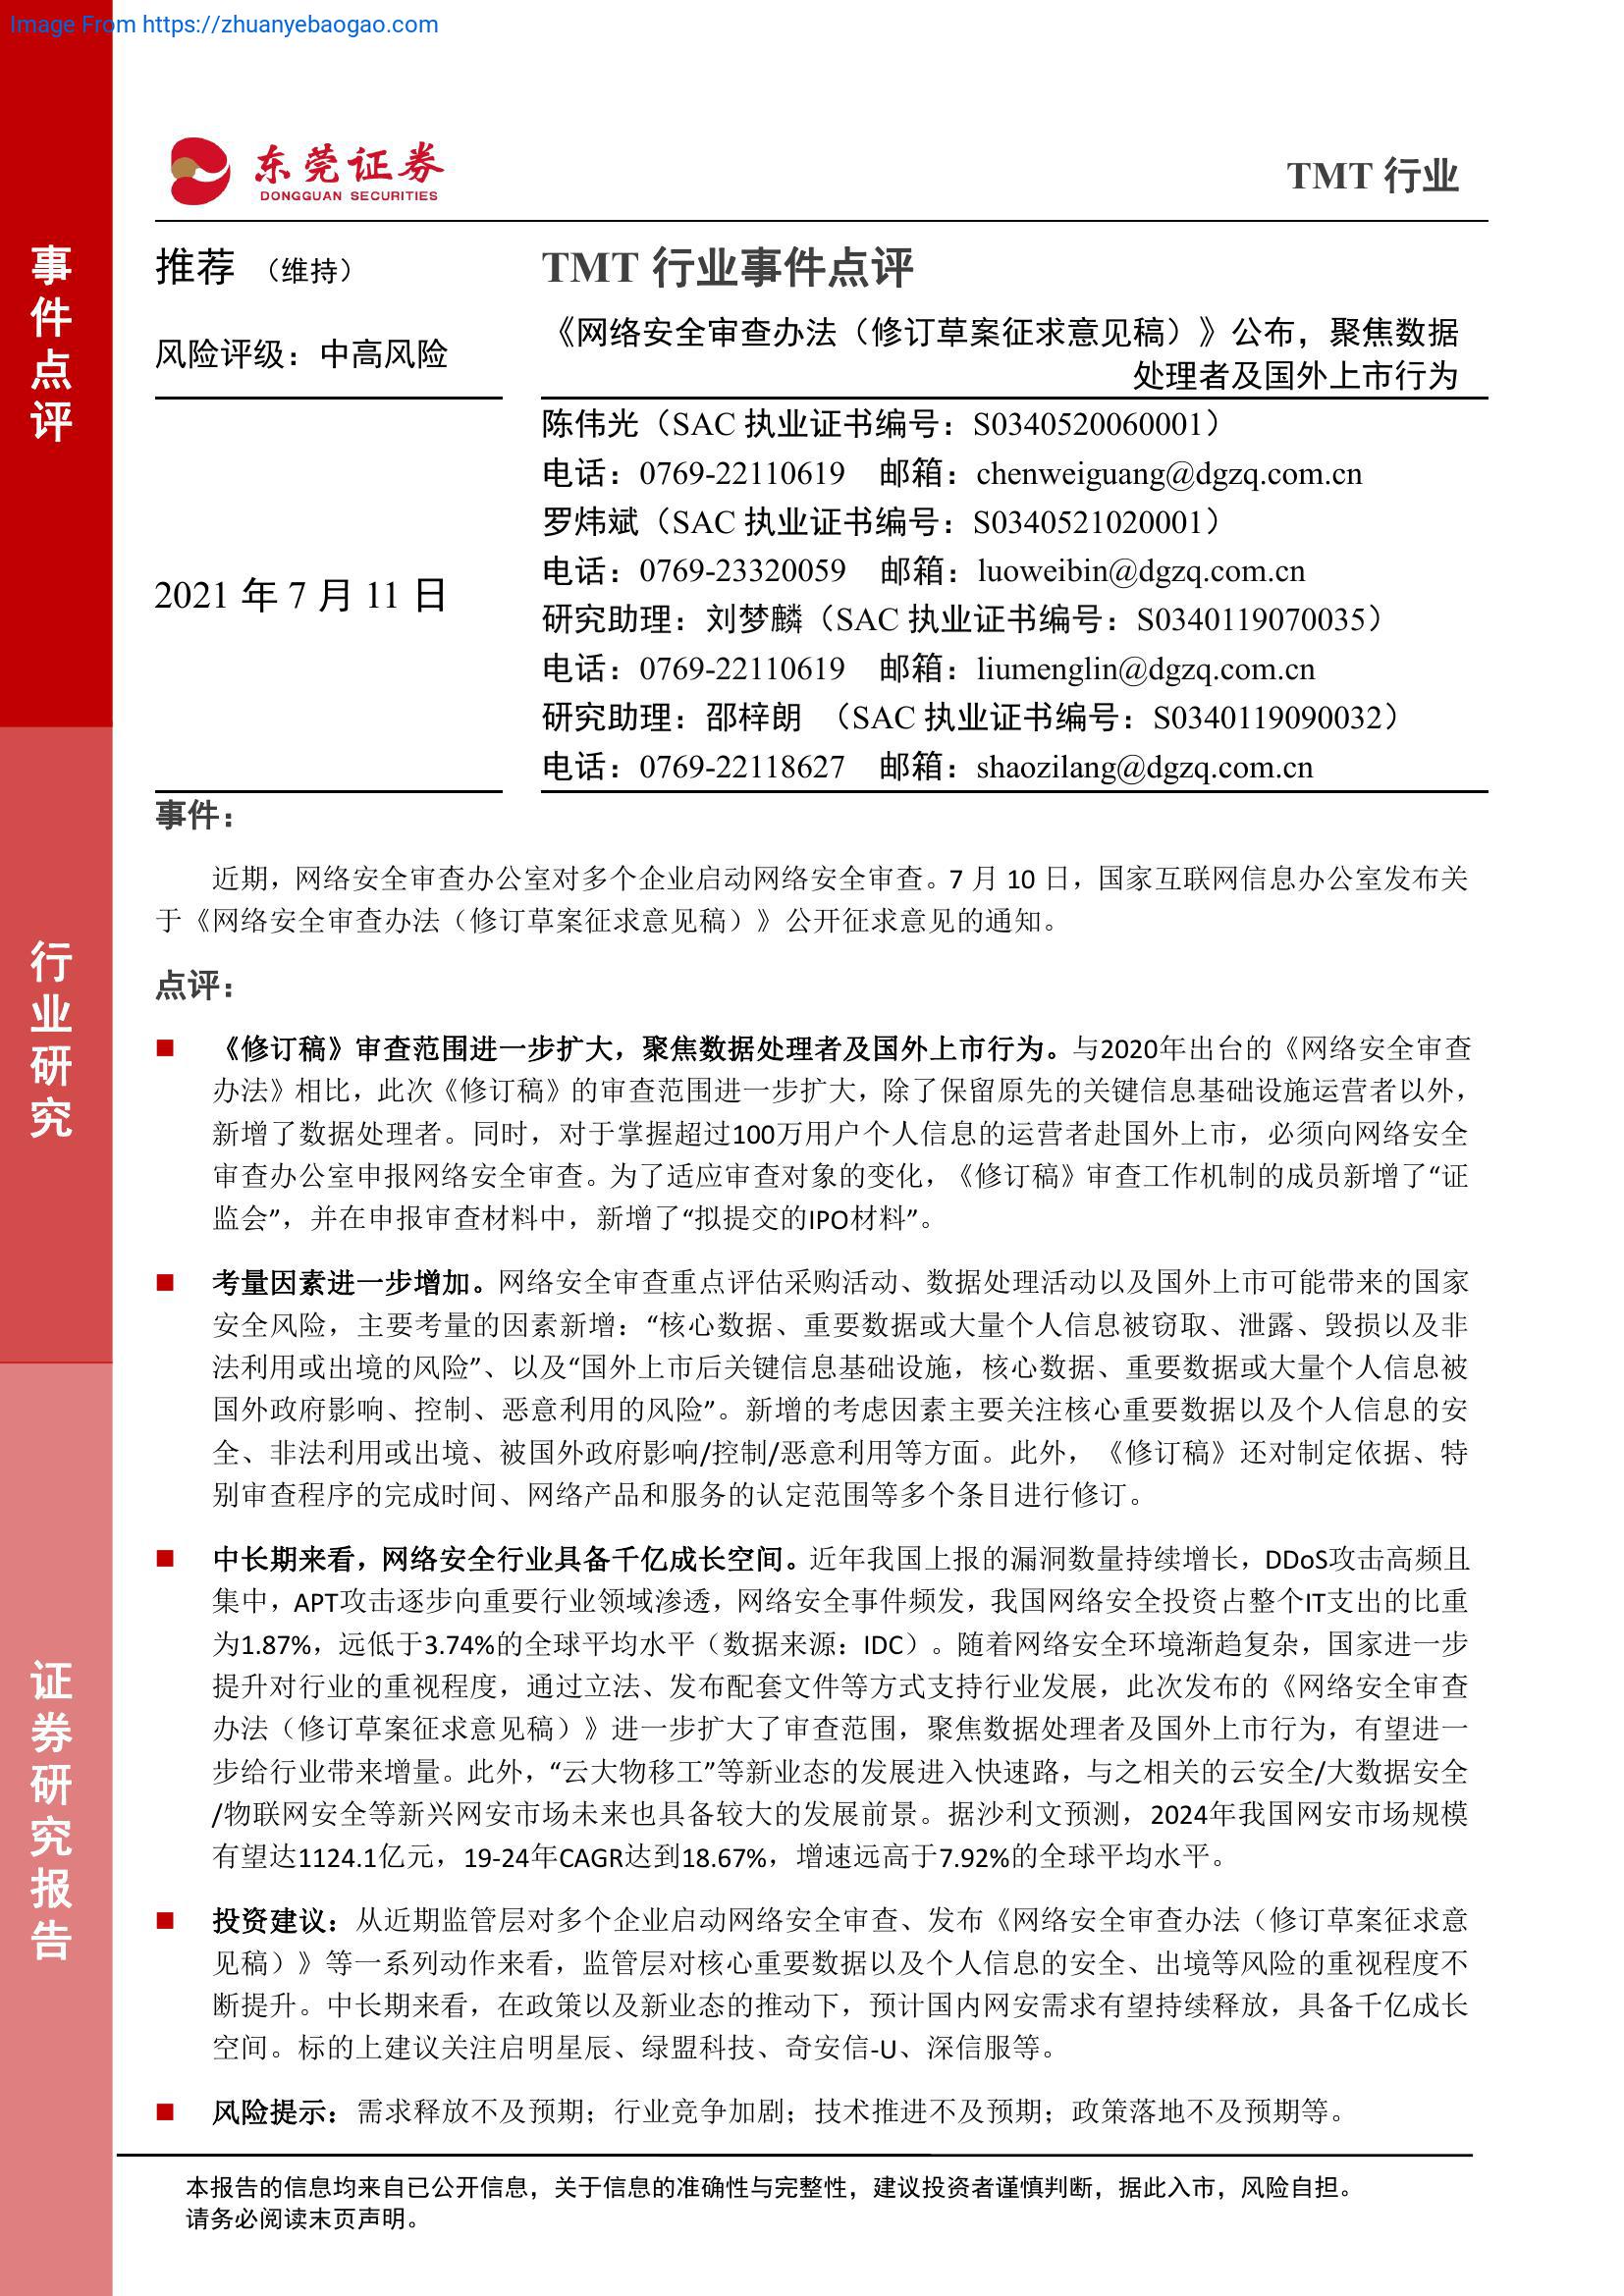 Image From https://zhuanyebaogao.com
东莞证券
DONGGUAN SECURITIES
TMT 行业
事件点评
行业研究
证券研究报告
推荐 （维持）
风险评级：中高风险
2021 年 7 月 11 日
TMT 行业事件点评
《网络安全审查办法（修订草案征求意见稿）》公布，聚焦数据
处理者及国外上市行为
陈伟光（SAC 执业证书编号：S0340520060001）
电话：0769-22110619 邮箱：chenweiguang@dgzq.com.cn
罗炜斌（SAC 执业证书编号：S0340521020001）
电话：0769-23320059 邮箱：luoweibin@dgzq.com.cn
研究助理：刘梦麟（SAC 执业证书编号：S0340119070035）
电话：0769-22110619 邮箱：liumenglin@dgzq.com.cn
研究助理：邵梓朗 （SAC 执业证书编号：S0340119090032）
电话：0769-22118627 邮箱：shaozilang@dgzq.com.cn
事件：
近期，网络安全审查办公室对多个企业启动网络安全审查。7 月 10 日，国家互联网信息办公室发布关
于《网络安全审查办法（修订草案征求意见稿）》公开征求意见的通知。
点评：
■ 《修订稿》审查范围进一步扩大，聚焦数据处理者及国外上市行为。与2020年出台的《网络安全审查
办法》相比，此次《修订稿》的审查范围进一步扩大，除了保留原先的关键信息基础设施运营者以外，
新增了数据处理者。同时，对于掌握超过100万用户个人信息的运营者赴国外上市，必须向网络安全
审查办公室申报网络安全审查。为了适应审查对象的变化，《修订稿》审查工作机制的成员新增了“证
监会”，并在申报审查材料中，新增了“拟提交的IPO材料”。
■ 考量因素进一步增加。网络安全审查重点评估采购活动、数据处理活动以及国外上市可能带来的国家
安全风险，主要考量的因素新增：“核心数据、重要数据或大量个人信息被窃取、泄露、毁损以及非
法利用或出境的风险”、以及“国外上市后关键信息基础设施，核心数据、重要数据或大量个人信息被
国外政府影响、控制、恶意利用的风险”。新增的考虑因素主要关注核心重要数据以及个人信息的安
全、非法利用或出境、被国外政府影响/控制/恶意利用等方面。此外，《修订稿》还对制定依据、特
别审查程序的完成时间、网络产品和服务的认定范围等多个条目进行修订。
■ 中长期来看，网络安全行业具备千亿成长空间。近年我国上报的漏洞数量持续增长，DDoS攻击高频且
集中，APT攻击逐步向重要行业领域渗透，网络安全事件频发，我国网络安全投资占整个IT支出的比重
为1.87%，远低于3.74%的全球平均水平（数据来源：IDC）。随着网络安全环境渐趋复杂，国家进一步
提升对行业的重视程度，通过立法、发布配套文件等方式支持行业发展，此次发布的《网络安全审查
办法（修订草案征求意见稿）》进一步扩大了审查范围，聚焦数据处理者及国外上市行为，有望进一
步给行业带来增量。此外，“云大物移工”等新业态的发展进入快速路，与之相关的云安全/大数据安全
/物联网安全等新兴网安市场未来也具备较大的发展前景。据沙利文预测，2024年我国网安市场规模
有望达1124.1亿元，19-24年CAGR达到18.67%，增速远高于7.92%的全球平均水平。
■ 投资建议：从近期监管层对多个企业启动网络安全审查、发布《网络安全审查办法（修订草案征求意
见稿）》等一系列动作来看，监管层对核心重要数据以及个人信息的安全、出境等风险的重视程度不
断提升。中长期来看，在政策以及新业态的推动下，预计国内网安需求有望持续释放，具备千亿成长
空间。标的上建议关注启明星辰、绿盟科技、奇安信-U、深信服等。
■ 风险提示：需求释放不及预期；行业竞争加剧；技术推进不及预期；政策落地不及预期等。
本报告的信息均来自已公开信息，关于信息的准确性与完整性，建议投资者谨慎判断，据此入市，风险自担。
请务必阅读末页声明。